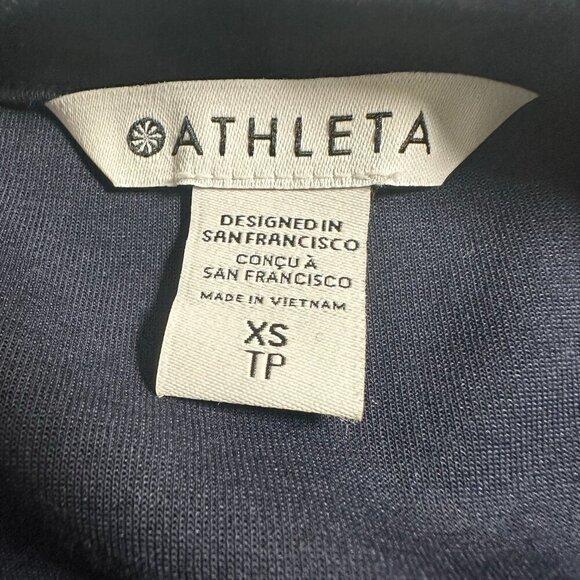 ATHLETA
DESIGNED IN
SAN FRANCISCO
CONÇU À
SAN FRANCISCO
MADE IN VIETNAM
XS
TP